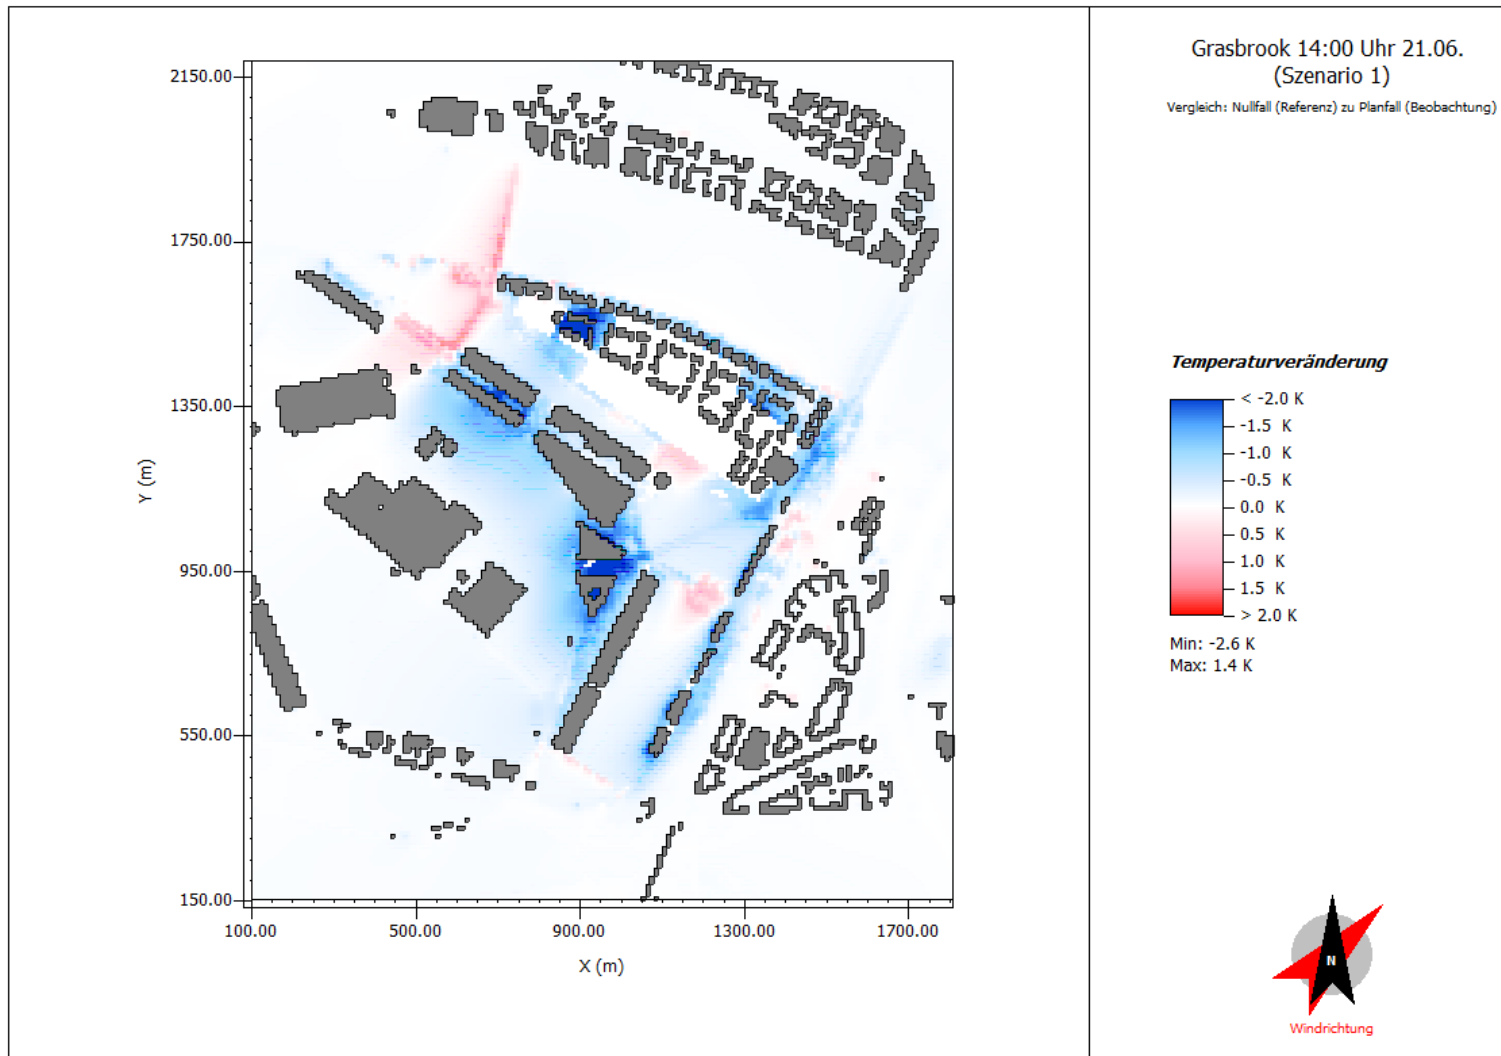 Grasbrook 14:00 Uhr 21.06.
(Szenario 1)
Vergleich: Nullfall (Referenz) zu Planfall (Beobachtung)
2150.00
1750.00
1350.00
950.00
550.00
150.00
Y (m)
100.00
500.00
900.00
1300.00
1700.00
X (m)
Temperaturveränderung
< -2.0 K
-1.5 K
-1.0 K
-0.5 K
0.0 K
0.5 K
1.0 K
1.5 K
> 2.0 K
Min: -2.6 K
Max: 1.4 K
N
Windrichtung